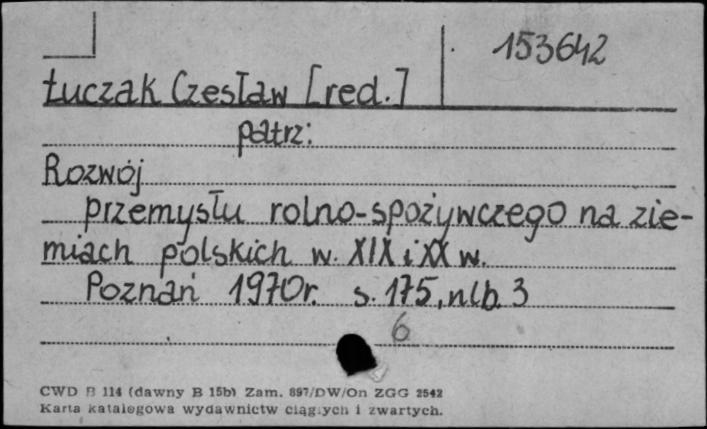 153642
Łuczak Czesław [red.]
patrz:
Rozwój
przemysłu rolno-spożywczego na zie-
miach polskich w XIX i XX w.
Poznań 1970r. s. 175, nlb. 3
6
CWD B 114 (dawny B 15b) Zam. 897/DW/On ZGG 2542
Karta katalogowa wydawnictw ciągłych i zwartych.